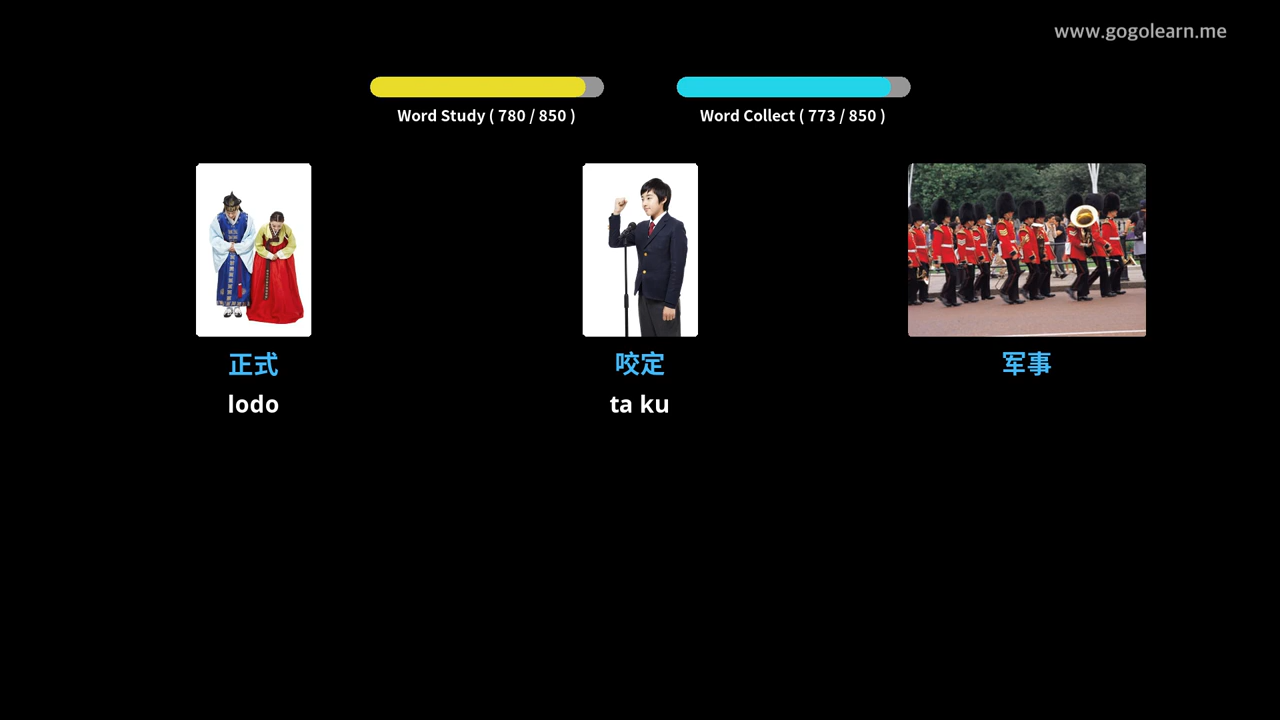 www.gogolearn.me
Word Study ( 780 / 850 )
Word Collect ( 773 / 850 )
正式
咬定
军事
lodo
ta ku